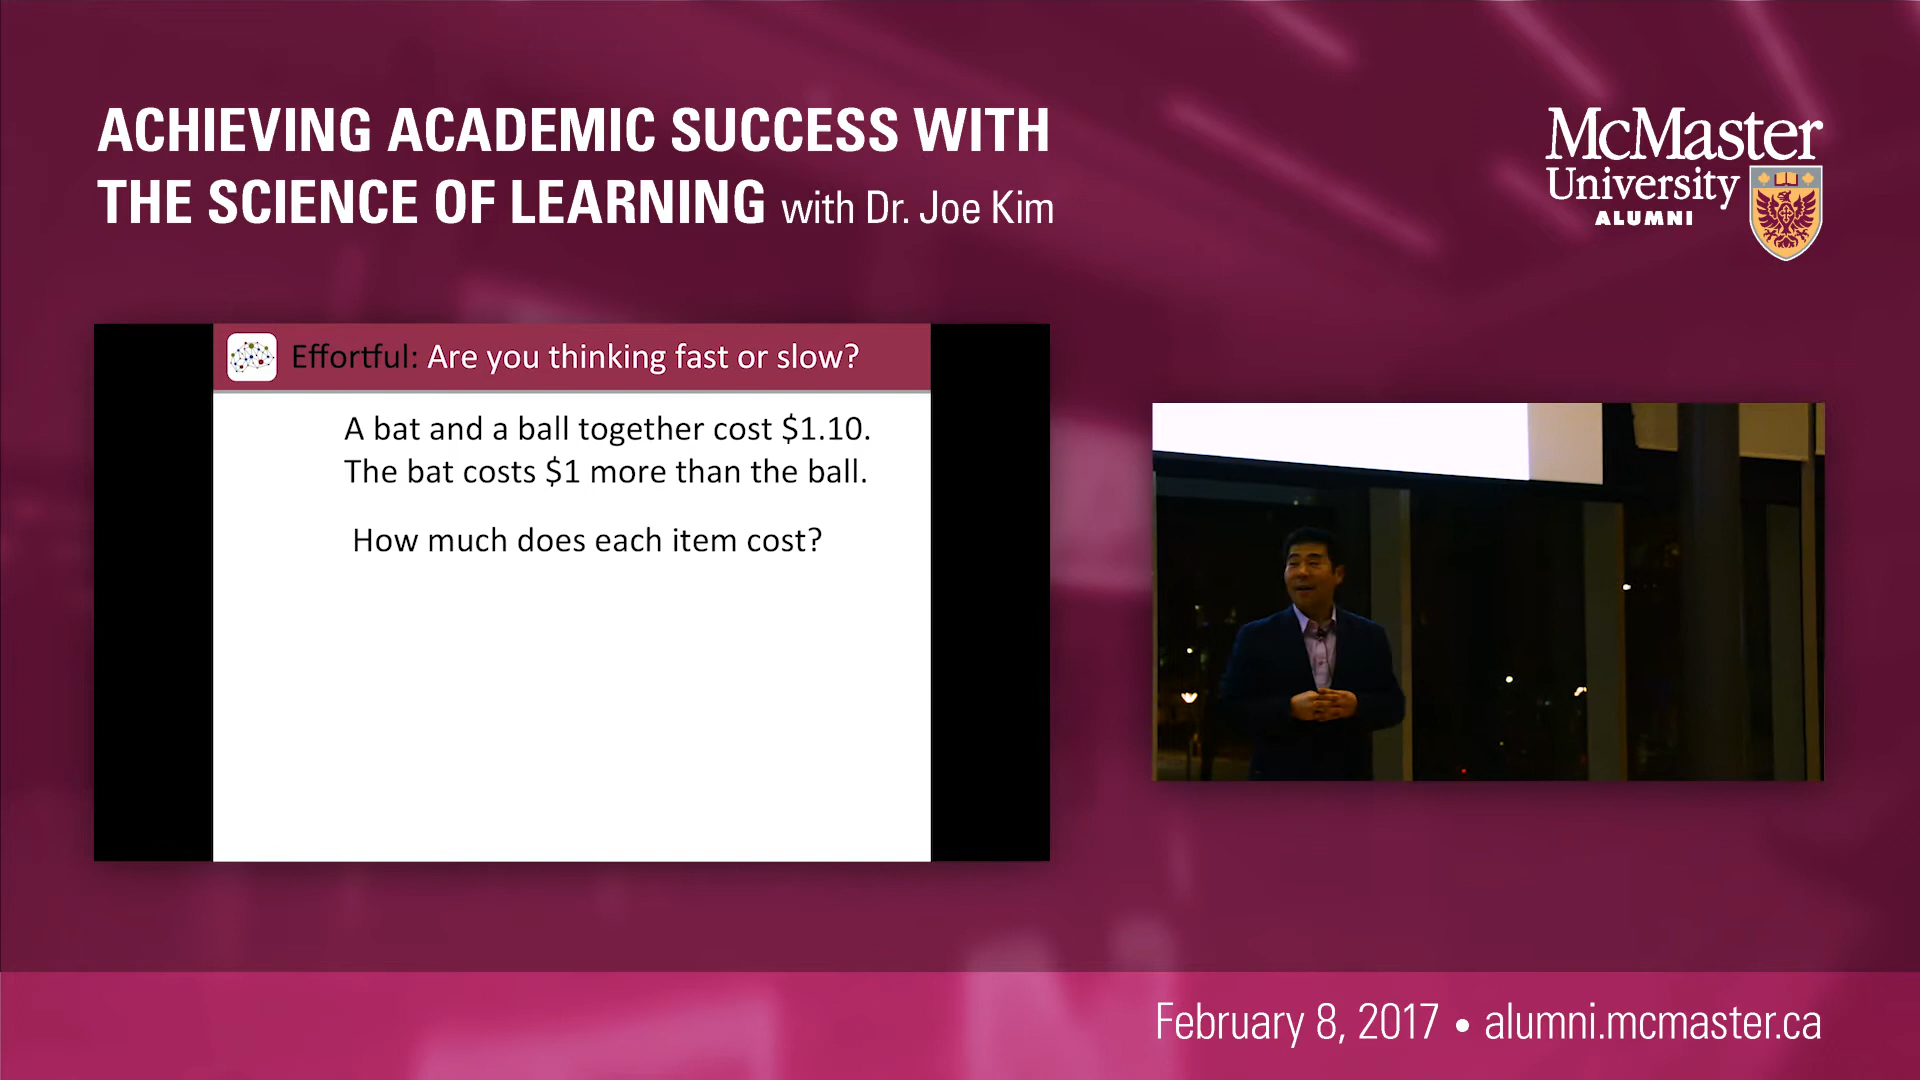 ACHIEVING ACADEMIC SUCCESS WITH
THE SCIENCE OF LEARNING with Dr. Joe Kim
McMaster
University
ALUMNI
Effortful: Are you thinking fast or slow?
A bat and a ball together cost $1.10.
The bat costs $1 more than the ball.
How much does each item cost?
February 8, 2017 • alumni.mcmaster.ca